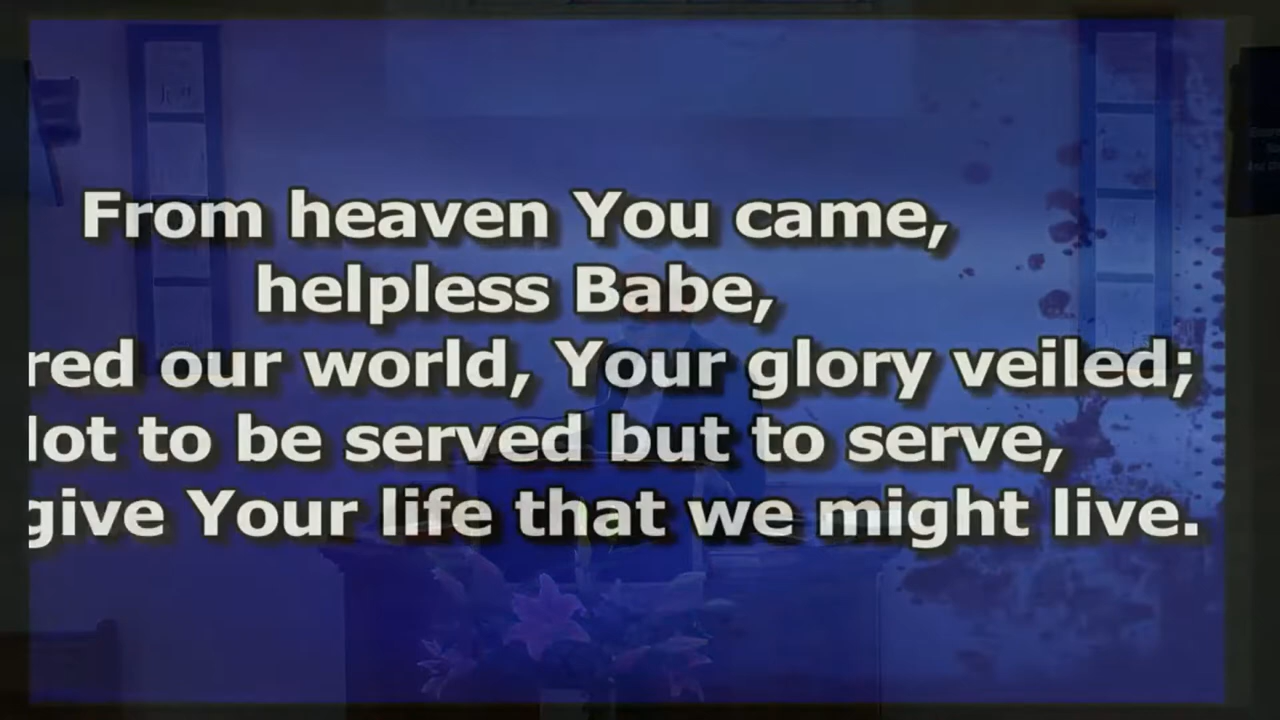 From heaven You came,
helpless Babe,
red our world, Your glory veiled;
lot to be served but to serve,
give Your life that we might live.